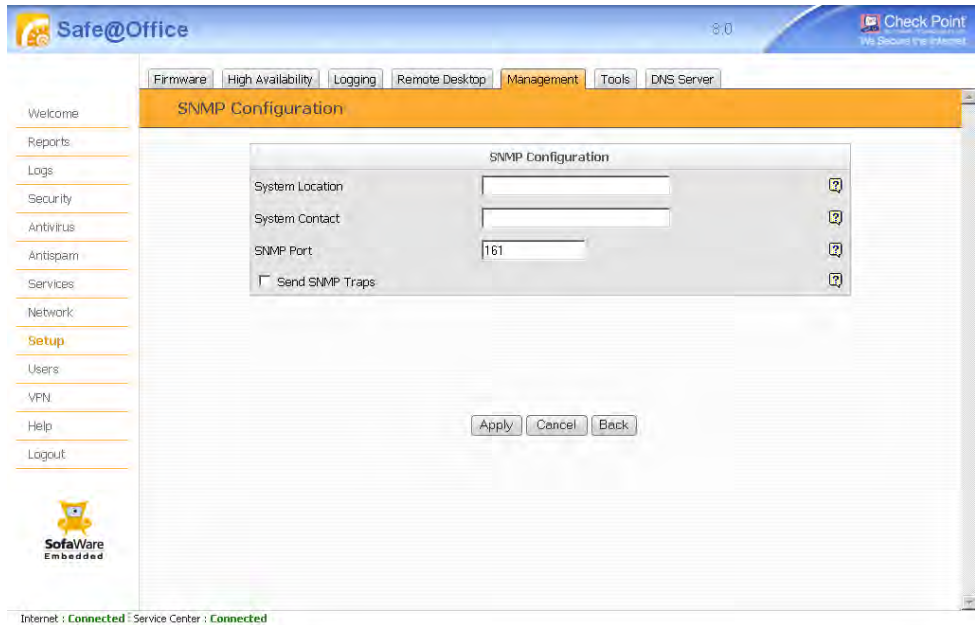 Safe@Office
8.0
Check Point
We Secure the Internet
Firmware High Availability Logging Remote Desktop Management Tools DNS Server
SNMP Configuration
Welcome
Reports
Logs
Security
Antivirus
Antispam
Services
Network
Setup
Users
VPN
Help
Logout
SNMP Configuration
System Location
System Contact
SNMP Port 161
Send SNMP Traps
Apply Cancel Back
SofaWare
Embedded
Internet : Connected Service Center : Connected